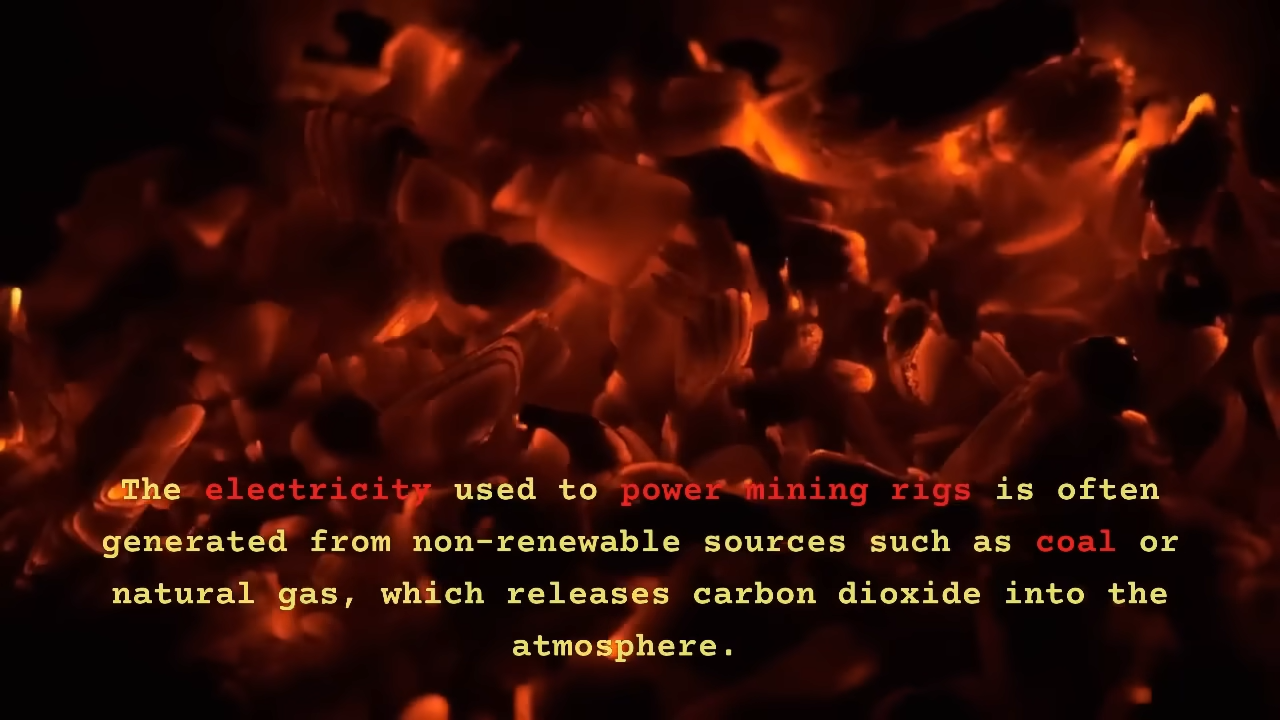 The electricity used to power mining rigs is often
generated from non-renewable sources such as coal or
natural gas, which releases carbon dioxide into the
atmosphere.